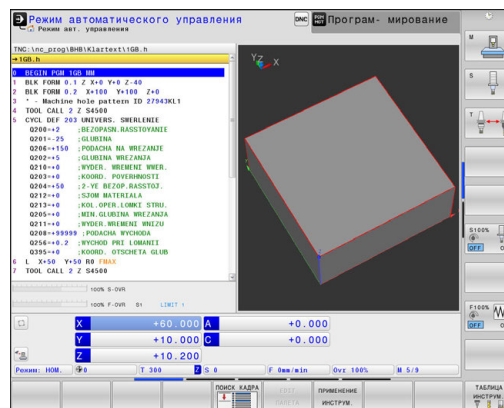 Режим автоматического управления
Режим авт. управления
DNC
Програм- мирование
TNC:\nc_prog\BHB\Klartext\1GB.h
→1GB.h
0 BEGIN PGM 1GB MM
1 BLK FORM 0.1 Z X+0 Y+0 Z-40
2 BLK FORM 0.2 X+100 Y+100 Z+0
3 * - Machine hole pattern ID 27943KL1
4 TOOL CALL 2 Z S4500
5 CYCL DEF 203 UNIVERS. SWERLENIE
Q200=+2 ;BEZOPASN.RASSTOYANIE
Q201=-25 ;GLUBINA
Q206=+150 ;PODACHA NA WREZANJE
Q202=+5 ;GLUBINA WREZANJA
Q210=+0 ;WYDER. WREMENI WWER.
Q203=+0 ;KOORD. POVERHNOSTI
Q204=+50 ;2-YE BEZOP.RASSTOJ.
Q212=+0 ;SJOM MATERIALA
Q213=+0 ;KOL.OPER.LOMKI STRU.
Q205=+0 ;MIN.GLUBINA WREZANJA
Q211=+0 ;WYDER.WREMENI WNIZU
Q208=+99999 ;PODACHA WYCHODA
Q256=+0.2 ;WYCHOD PRI LOMANII
Q395=+0 ;KOORD. OTSCHETA GLUB
6 L X+50 Y+50 R0 FMAX
7 TOOL CALL 2 Z S4500
100% S-OVR
100% F-OVR S1 LIMIT 1
Y Z X
M
S
T
S100%
OFF
F100%
OFF
X +60.000 A +0.000
Y +10.000 C +0.000
Z +10.200
Режим: НОМ. 0 T 300 Z S 0 F 0mm/min Ovr 100% M 5/9
ПОИСК КАДРА
ПРИМЕНЕНИЕ
ИНСТРУМ.
ТАБЛИЦА